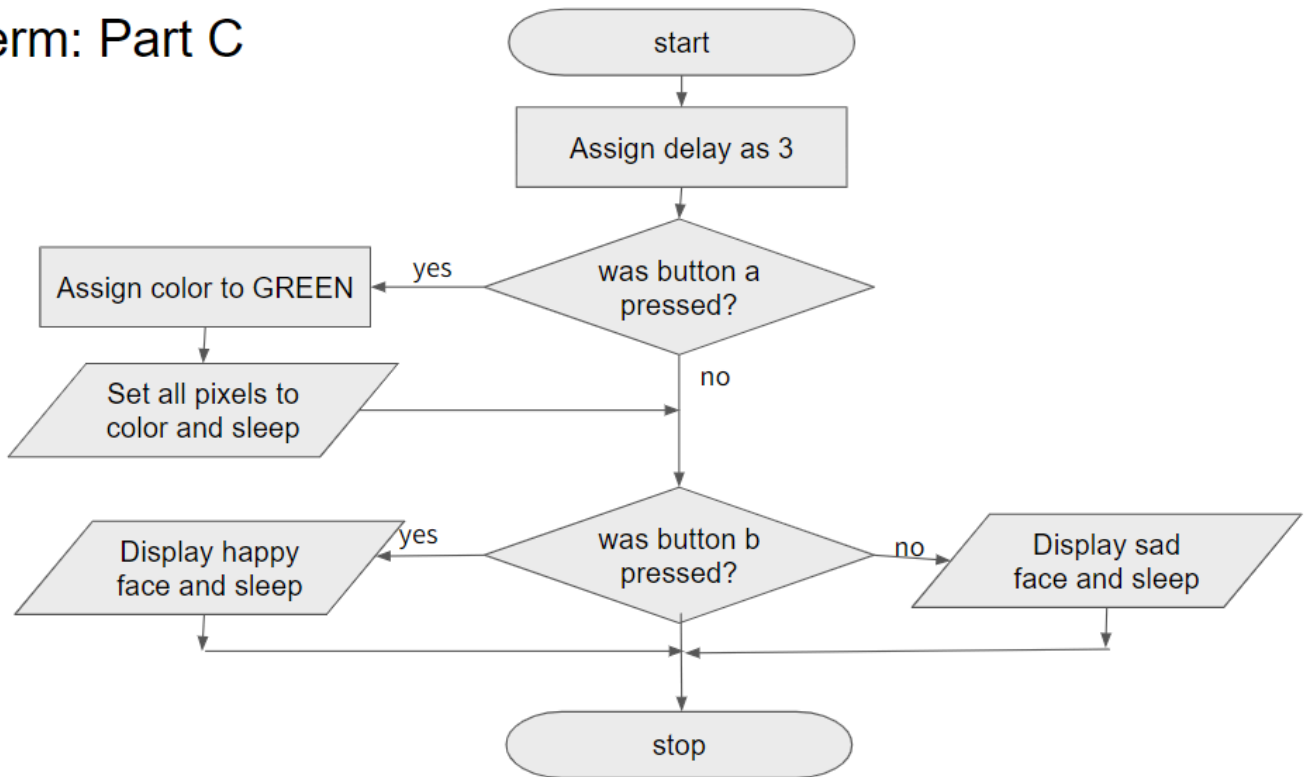 erm: Part C
start
Assign delay as 3
was button a
pressed?
yes
Assign color to GREEN
no
Set all pixels to
color and sleep
was button b
pressed?
yes
Display happy
face and sleep
no
Display sad
face and sleep
stop